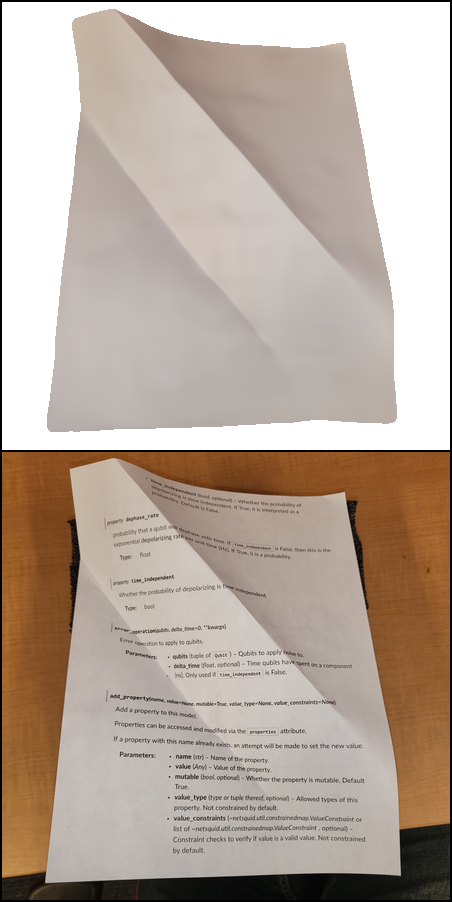 • time_independent (bool, optional) – Whether the probability of
depolarizing is time independent. If True, it is interpreted as a
probability. Default is False.
property dephase_rate
probability that a qubit will dephase with time. If time_independent is False, then this is the
exponential depolarizing rate per unit time [Hz]. If True, it is a probability.
Type: float
property time_independent
Whether the probability of depolarizing is time independent.
Type: bool
error_operation(qubits, delta_time=0, **kwargs)
Error operation to apply to qubits.
Parameters: • qubits (tuple of Qubit) – Qubits to apply noise to.
• delta_time (float, optional) – Time qubits have spent on a component
[ns]. Only used if time_independent is False.
add_property(name, value=None, mutable=True, value_type=None, value_constraints=None)
Add a property to this model.
Properties can be accessed and modified via the properties attribute.
If a property with this name already exists, an attempt will be made to set the new value.
Parameters: • name (str) – Name of the property.
• value (Any) – Value of the property.
• mutable (bool, optional) – Whether the property is mutable. Default
True.
• value_type (type or tuple thereof, optional) – Allowed types of this
property. Not constrained by default.
• value_constraints (~netsquid.util.constrainedmap.ValueConstraint or
list of ~netsquid.util.constrainedmap.ValueConstraint , optional) –
Constraint checks to verify if value is a valid value. Not constrained
by default.